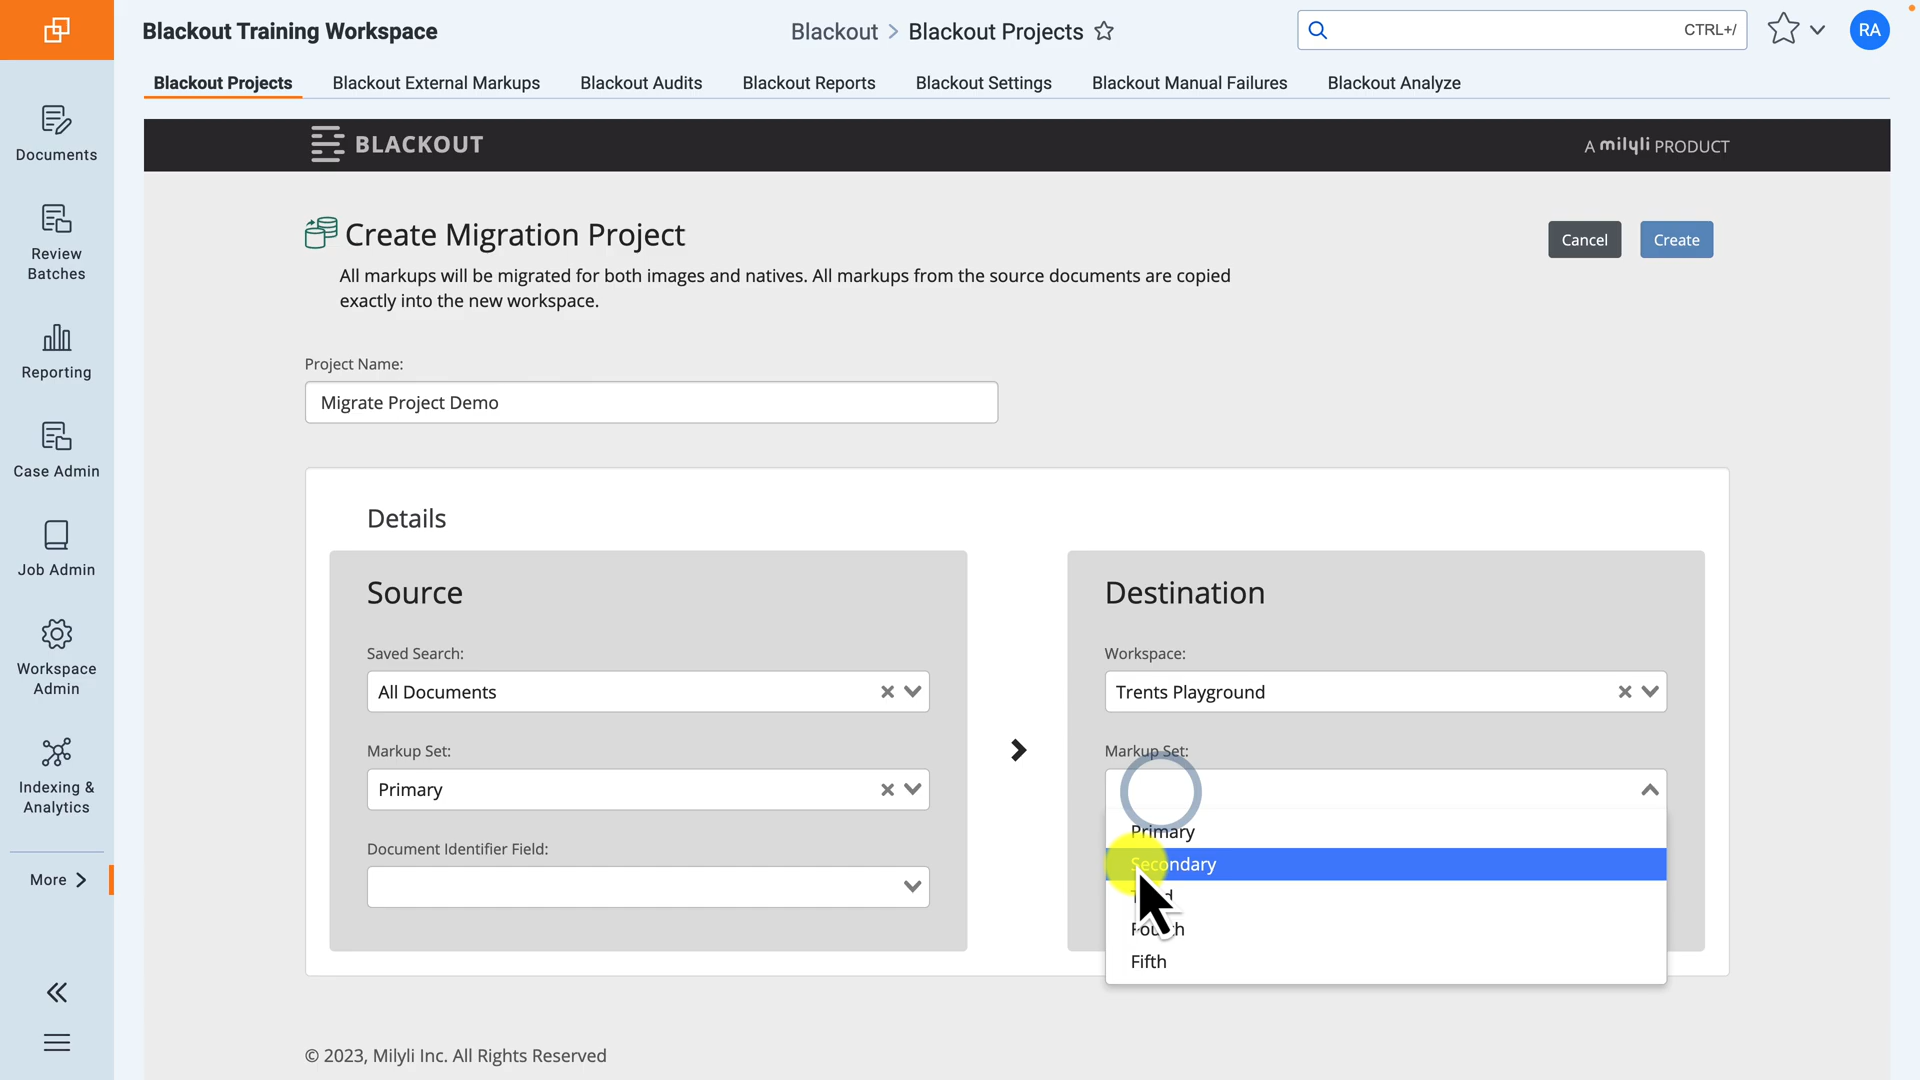 Blackout Training Workspace
Blackout > Blackout Projects
CTRL+/
RA
Blackout Projects
Blackout External Markups
Blackout Audits
Blackout Reports
Blackout Settings
Blackout Manual Failures
Blackout Analyze
BLACKOUT
A milyli PRODUCT
Documents
Review
Batches
Reporting
Case Admin
Job Admin
Workspace
Admin
Indexing &
Analytics
More
Create Migration Project
Cancel
Create
All markups will be migrated for both images and natives. All markups from the source documents are copied
exactly into the new workspace.
Project Name:
Migrate Project Demo
Details
Source
Saved Search:
All Documents
Markup Set:
Primary
Document Identifier Field:
Destination
Workspace:
Trents Playground
Markup Set:
Primary
Secondary
Fourth
Fifth
© 2023, Milyli Inc. All Rights Reserved